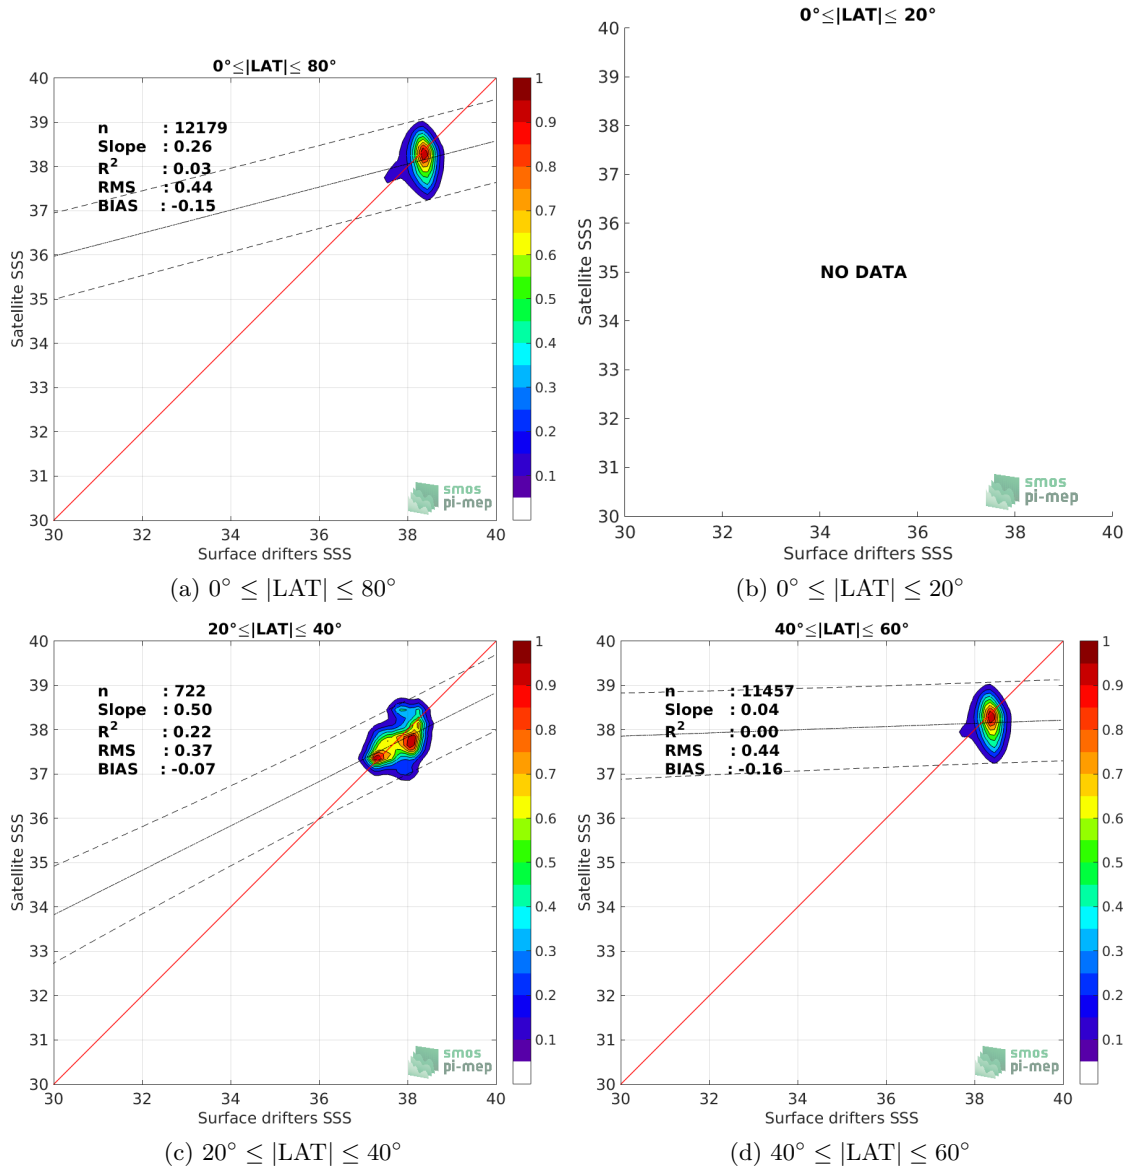 0°≤|LAT|≤ 80°
40
39
38
37
36
35
34
33
32
31
30
Satellite SSS
n : 12179
Slope : 0.26
R2 : 0.03
RMS : 0.44
BIAS : -0.15
smos
pi-mep
30 32 34 36 38 40
Surface drifters SSS
1
0.9
0.8
0.7
0.6
0.5
0.4
0.3
0.2
0.1
(a) 0° ≤ |LAT| ≤ 80°
0°≤|LAT|≤ 20°
40
39
38
37
36
35
34
33
32
31
30
Satellite SSS
NO DATA
smos
pi-mep
30 32 34 36 38 40
Surface drifters SSS
(b) 0° ≤ |LAT| ≤ 20°
20°≤|LAT|≤ 40°
40
39
38
37
36
35
34
33
32
31
30
Satellite SSS
n : 722
Slope : 0.50
R2 : 0.22
RMS : 0.37
BIAS : -0.07
smos
pi-mep
30 32 34 36 38 40
Surface drifters SSS
1
0.9
0.8
0.7
0.6
0.5
0.4
0.3
0.2
0.1
(c) 20° ≤ |LAT| ≤ 40°
40°≤|LAT|≤ 60°
40
39
38
37
36
35
34
33
32
31
30
Satellite SSS
n : 11457
Slope : 0.04
R2 : 0.00
RMS : 0.44
BIAS : -0.16
smos
pi-mep
30 32 34 36 38 40
Surface drifters SSS
1
0.9
0.8
0.7
0.6
0.5
0.4
0.3
0.2
0.1
(d) 40° ≤ |LAT| ≤ 60°